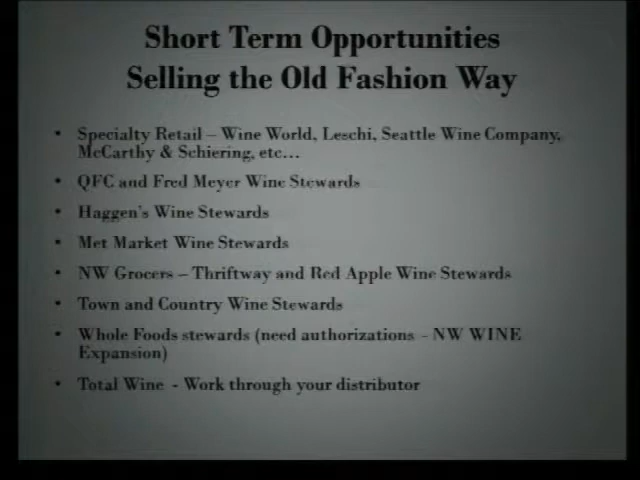 Short Term Opportunities
Selling the Old Fashion Way
• Specialty Retail – Wine World, Leschi, Seattle Wine Company,
McCarthy & Schiering, etc...
• QFC and Fred Meyer Wine Stewards
• Haggen's Wine Stewards
• Met Market Wine Stewards
• NW Grocers – Thriftway and Red Apple Wine Stewards
• Town and Country Wine Stewards
• Whole Foods stewards (need authorizations - NW WINE
Expansion)
• Total Wine - Work through your distributor